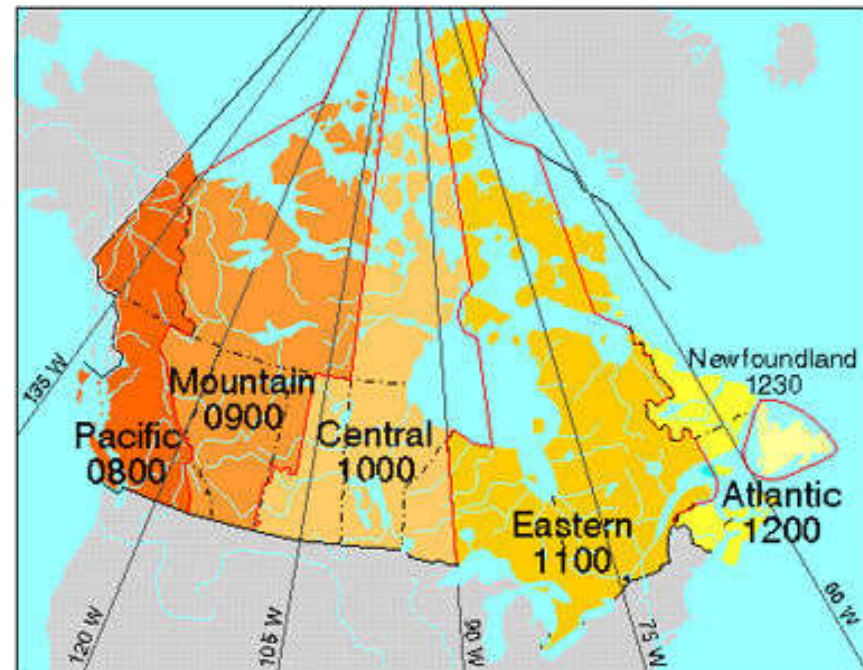 Newfoundland
1230
Mountain
0900
Pacific
0800
Central
1000
Eastern
1100
Atlantic
1200
135 W
120 W
105 W
90 W
75 W
60 W